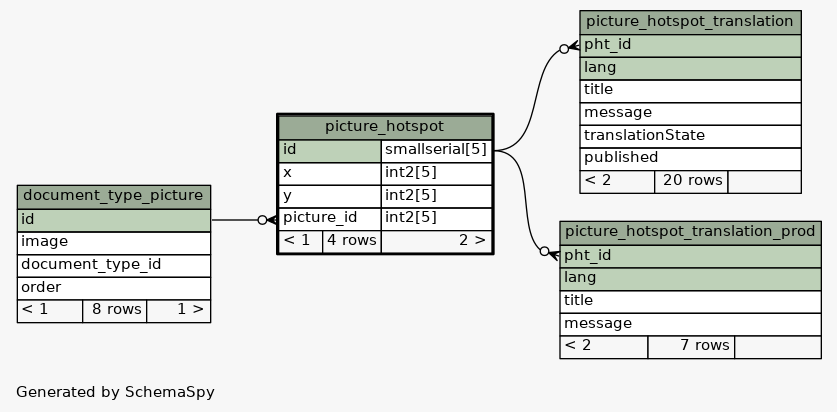 picture_hotspot_translation
pht_id
lang
title
message
translationState
published
< 2 20 rows
picture_hotspot
id smallserial[5]
x int2[5]
y int2[5]
picture_id int2[5]
< 1 4 rows 2 >
document_type_picture
id
image
document_type_id
order
< 1 8 rows 1 >
picture_hotspot_translation_prod
pht_id
lang
title
message
< 2 7 rows
Generated by SchemaSpy